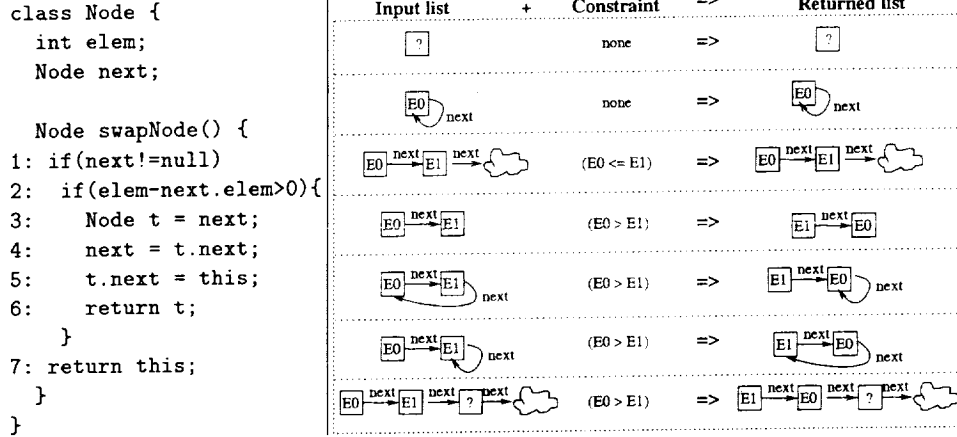 class Node {
int elem;
Node next;
Node swapNode() {
1: if(next!=null)
2: if(elem-next.elem>0){
3: Node t = next;
4: next = t.next;
5: t.next = this;
6: return t;
}
7: return this;
}
}
Input list + Constraint => Returned list
? none => ?
E0 next none => E0 next
E0 next E1 next (E0 <= E1) => E0 next E1 next
E0 next E1 (E0 > E1) => E1 next E0
E0 next E1 next (E0 > E1) => E1 next E0 next
E0 next E1 next (E0 > E1) => E1 next E0 next
E0 next E1 next ? next (E0 > E1) => E1 next E0 next ? next